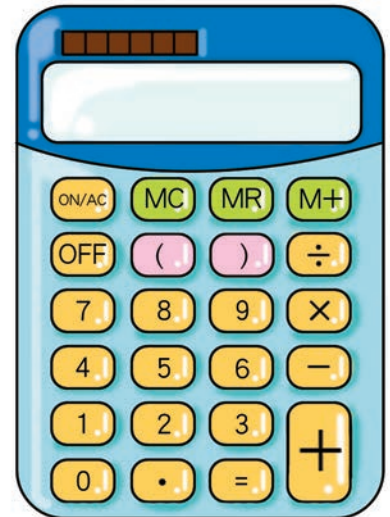 ON/AC MC MR M+
OFF ( ) ÷
7 8 9 ×
4 5 6 −
1 2 3 +
0 . =